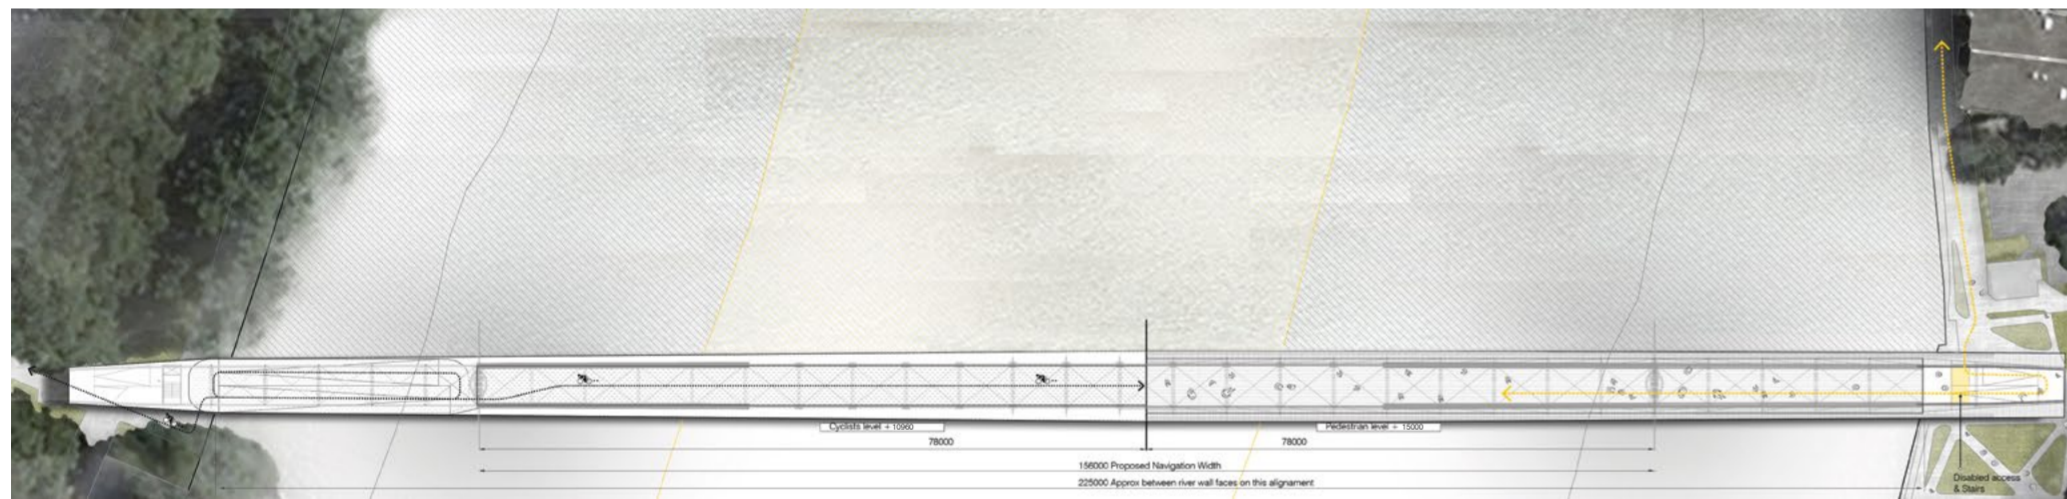 Cyclists level + 10960
Pedestrian level + 15000
78000
78000
156000 Proposed Navigation Width
225000 Approx between river wall faces on this alignament
Disabled access
& Stairs